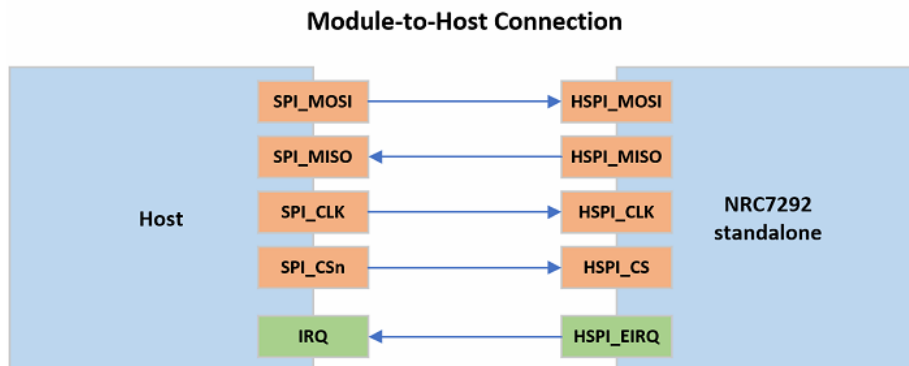 Module-to-Host Connection
SPI_MOSI
HSPI_MOSI
SPI_MISO
HSPI_MISO
Host
SPI_CLK
HSPI_CLK
NRC7292
standalone
SPI_CSn
HSPI_CS
IRQ
HSPI_EIRQ